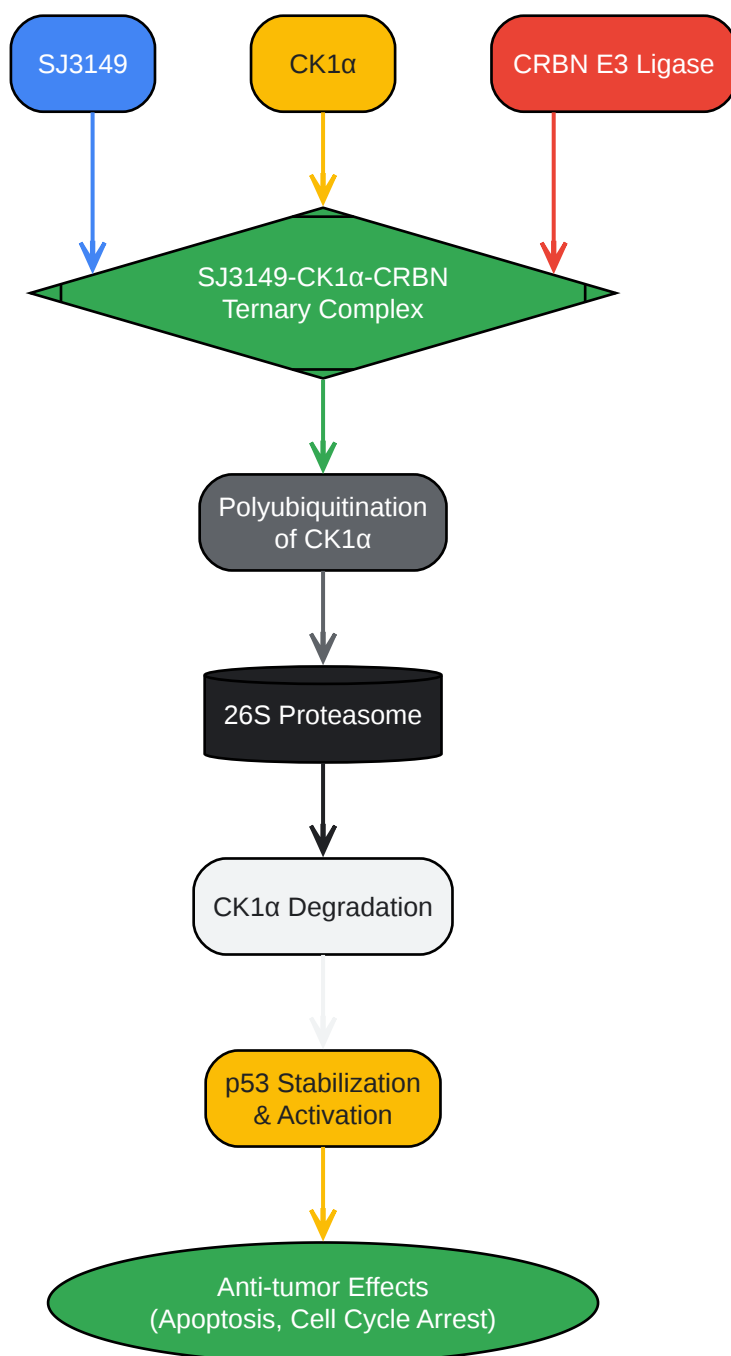 SJ3149
CK1α
CRBN E3 Ligase
SJ3149-CK1α-CRBN
Ternary Complex
Polyubiquitination
of CK1α
26S Proteasome
CK1α Degradation
p53 Stabilization
& Activation
Anti-tumor Effects
(Apoptosis, Cell Cycle Arrest)